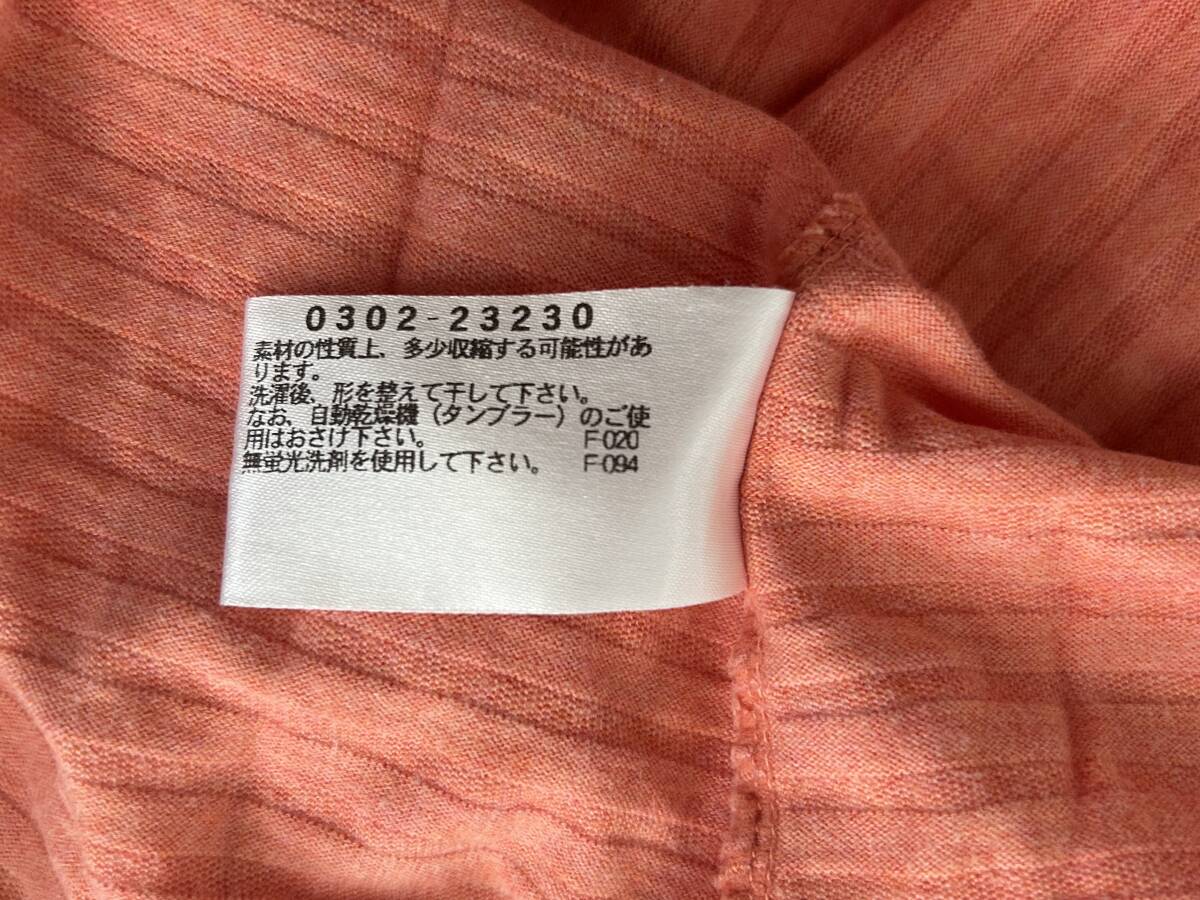 0302-23230
素材の性質上、多少収縮する可能性があ
ります。
洗濯後、形を整えて干して下さい。
なお、自動乾燥機（タンブラー）のご使
用はおさけ下さい。 F-020
無蛍光洗剤を使用して下さい。 F-094